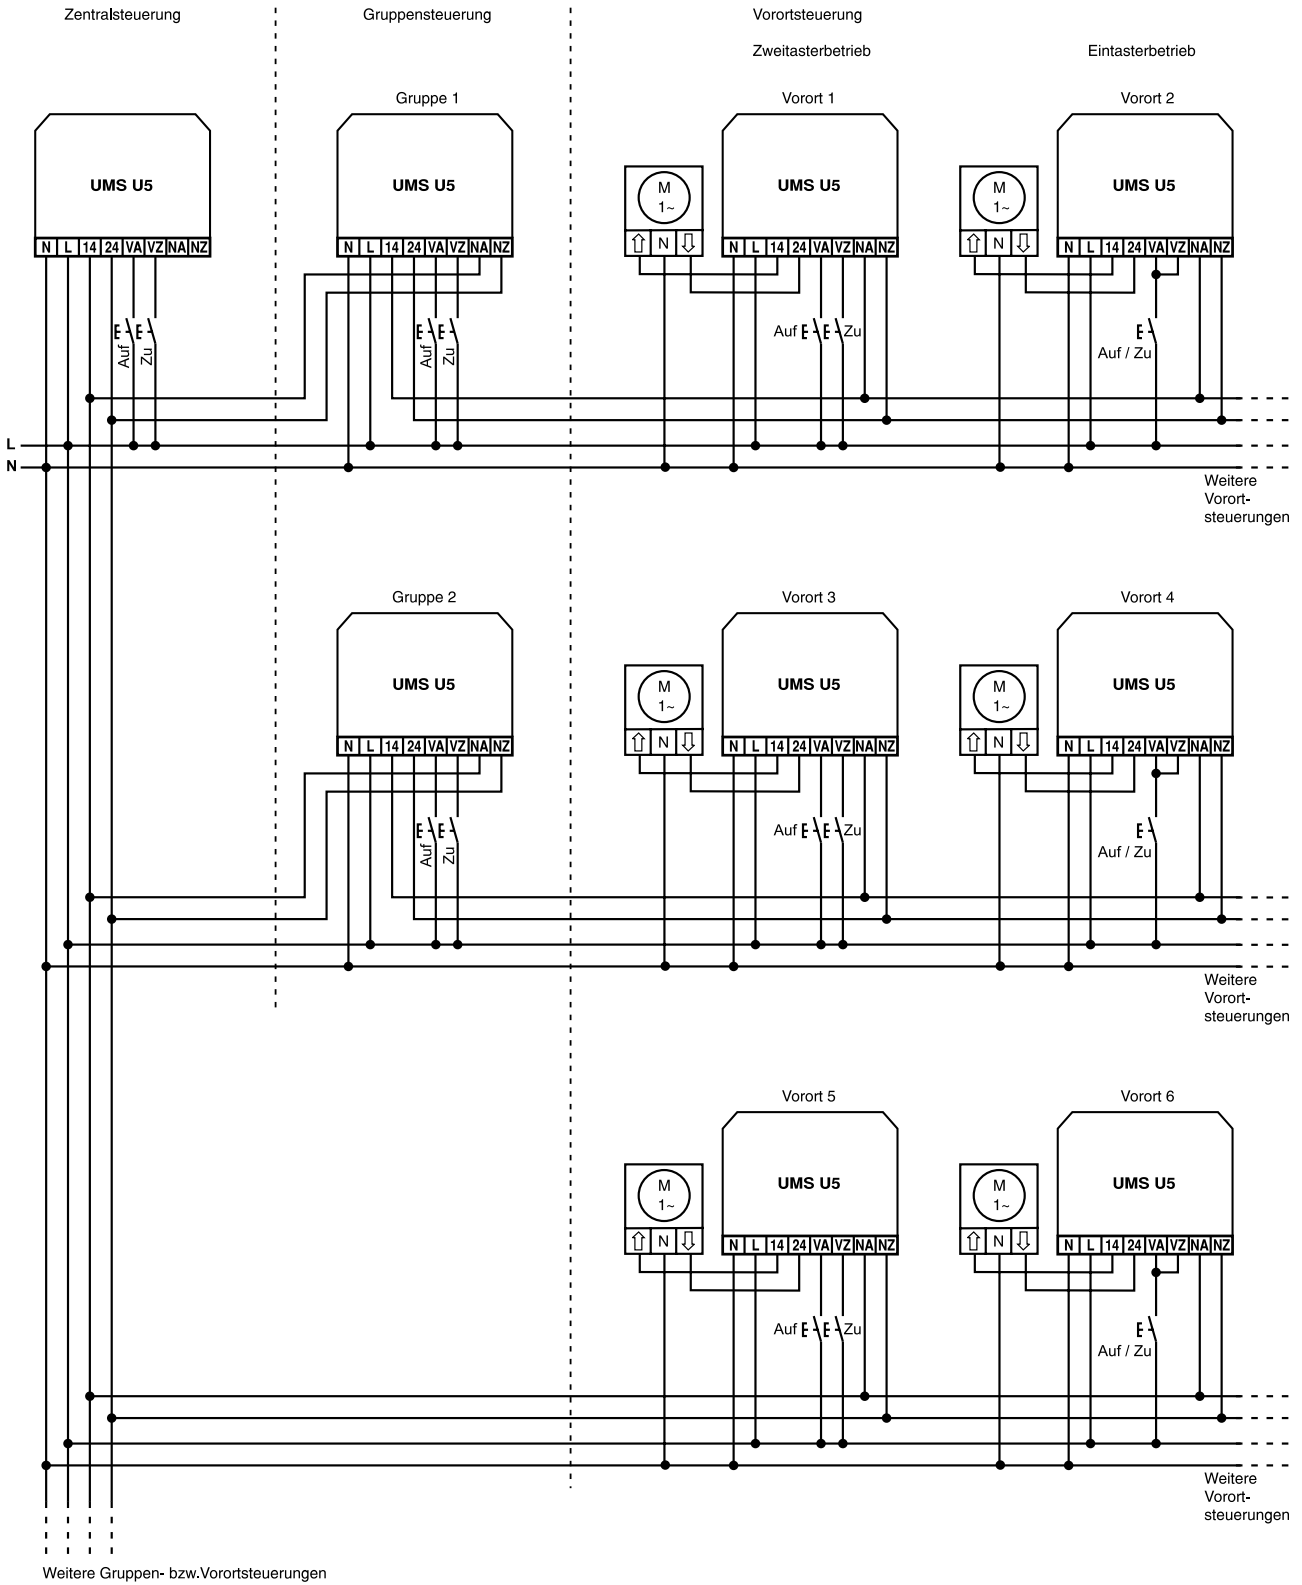 Zentralsteuerung Gruppensteuerung Vorortsteuerung
Zweitasterbetrieb Eintasterbetrieb
Gruppe 1 Vorort 1 Vorort 2
UMS U5 UMS U5 M 1~ UMS U5 M 1~ UMS U5
N L 14 24 VA VZ NA NZ N L 14 24 VA VZ NA NZ ⇧ N ⇩ N L 14 24 VA VZ NA NZ ⇧ N ⇩ N L 14 24 VA VZ NA NZ
Auf Zu Auf Zu Auf Zu Auf / Zu
L
N
Weitere
Vorort-
steuerungen
Gruppe 2 Vorort 3 Vorort 4
UMS U5 M 1~ UMS U5 M 1~ UMS U5
N L 14 24 VA VZ NA NZ ⇧ N ⇩ N L 14 24 VA VZ NA NZ ⇧ N ⇩ N L 14 24 VA VZ NA NZ
Auf Zu Auf Zu Auf / Zu
Weitere
Vorort-
steuerungen
Vorort 5 Vorort 6
M 1~ UMS U5 M 1~ UMS U5
⇧ N ⇩ N L 14 24 VA VZ NA NZ ⇧ N ⇩ N L 14 24 VA VZ NA NZ
Auf Zu Auf / Zu
Weitere
Vorort-
steuerungen
Weitere Gruppen- bzw.Vorortsteuerungen